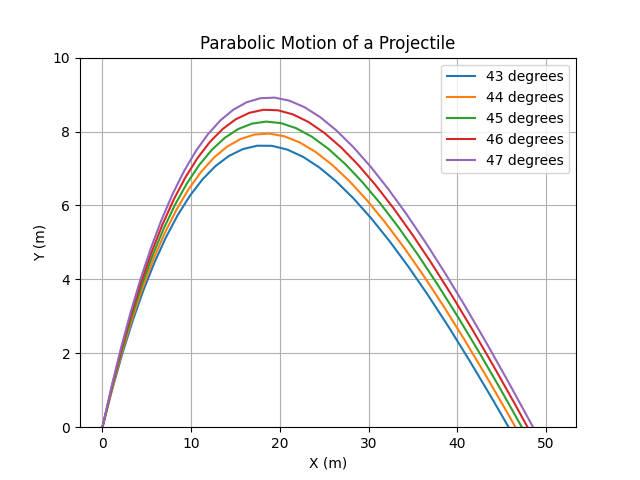 Parabolic Motion of a Projectile
43 degrees
44 degrees
45 degrees
46 degrees
47 degrees
10
8
6
4
2
0
Y (m)
0 10 20 30 40 50
X (m)